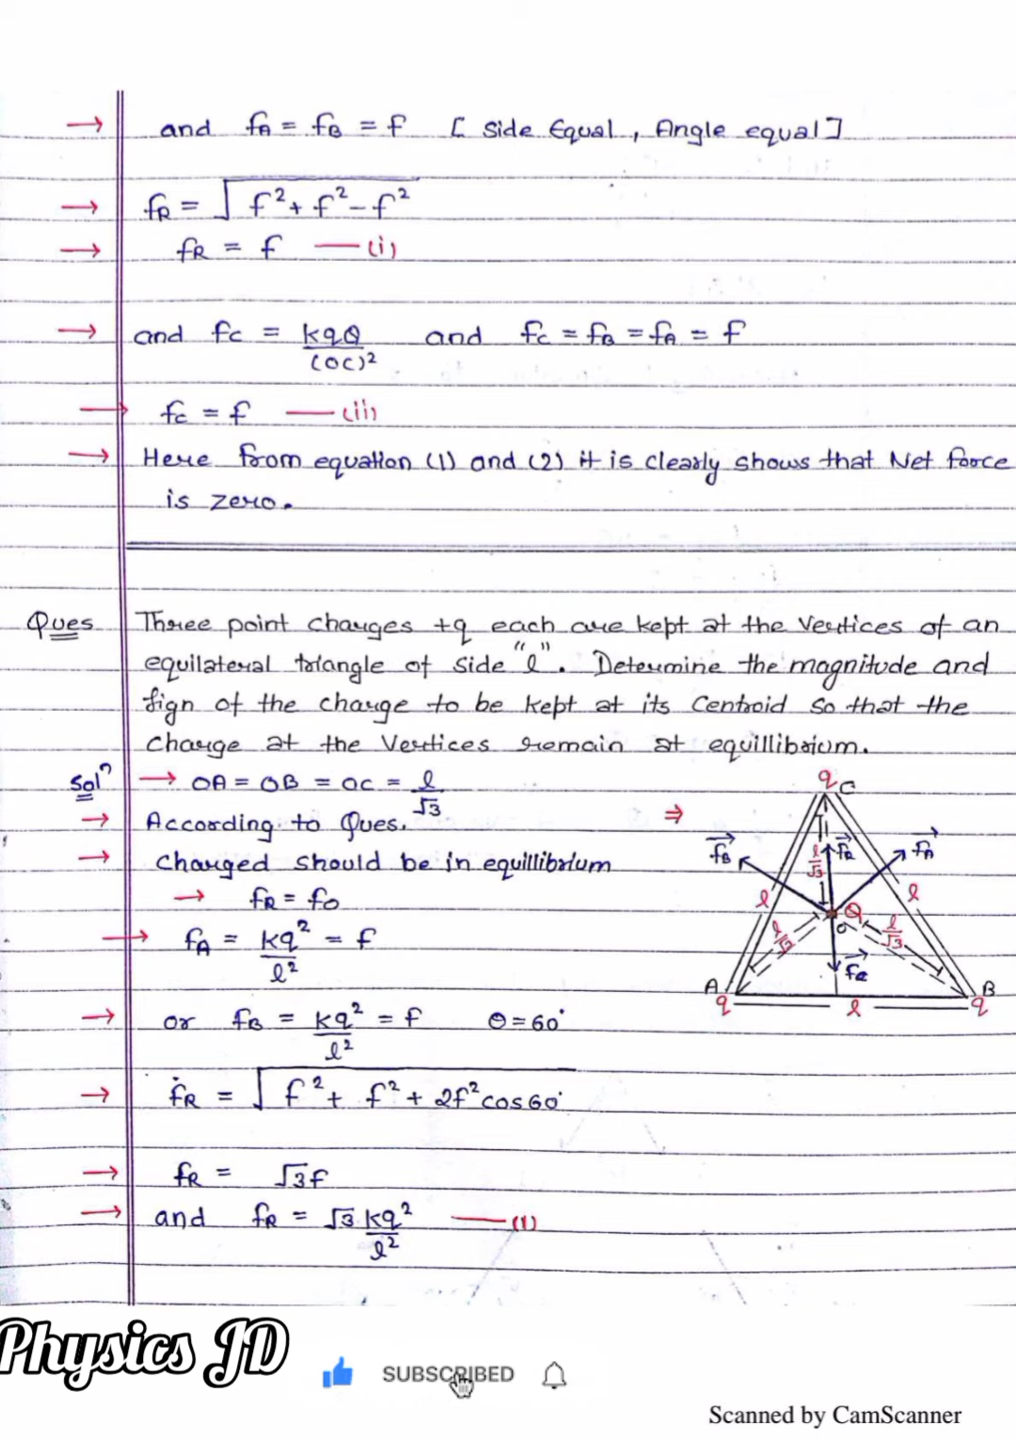 → and fA = fB = f [ Side Equal , Angle equal ]
→ fR = √(f² + f² − f²)
→ fR = f —(i)
→ and fC = kqQ/(OC)² and fC = fB = fA = f
→ fC = f —(ii)
→ Here from equation (1) and (2) it is clearly shows that Net force
is zero.
Ques Three point charges +q each are kept at the vertices of an
equilateral triangle of side "l". Determine the magnitude and
sign of the charge to be kept at its Centroid so that the
charge at the Vertices remain at equillibrium.
Solⁿ → OA = OB = OC = l/√3
→ According to Ques.
→ Charged should be in equillibrium
→ fR = fO
→ fA = kq²/l² = f
→ or fB = kq²/l² = f θ = 60°
→ fR = √(f² + f² + 2f² cos60°
→ fR = √3f
→ and fR = √3 kq²/l² —(1)
⇒
q C
fB fR fA
l l/√3 l
Q
l/√3 O l/√3
A B
q l q
Physics JD
SUBSCRIBED
Scanned by CamScanner